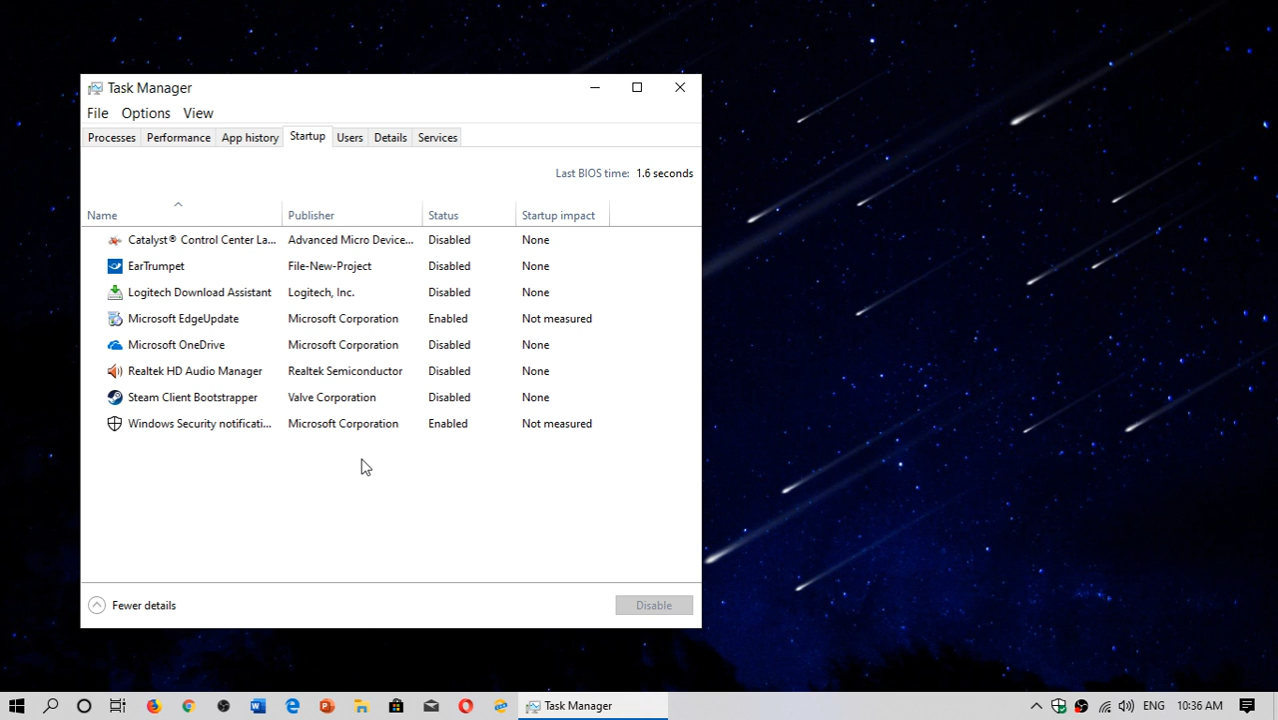 Task Manager
File Options View
Processes Performance App history Startup Users Details Services
Last BIOS time: 1.6 seconds
Name Publisher Status Startup impact
Catalyst® Control Center La... Advanced Micro Device... Disabled None
EarTrumpet File-New-Project Disabled None
Logitech Download Assistant Logitech, Inc. Disabled None
Microsoft EdgeUpdate Microsoft Corporation Enabled Not measured
Microsoft OneDrive Microsoft Corporation Disabled None
Realtek HD Audio Manager Realtek Semiconductor Disabled None
Steam Client Bootstrapper Valve Corporation Disabled None
Windows Security notificati... Microsoft Corporation Enabled Not measured
Fewer details Disable
Task Manager ENG 10:36 AM